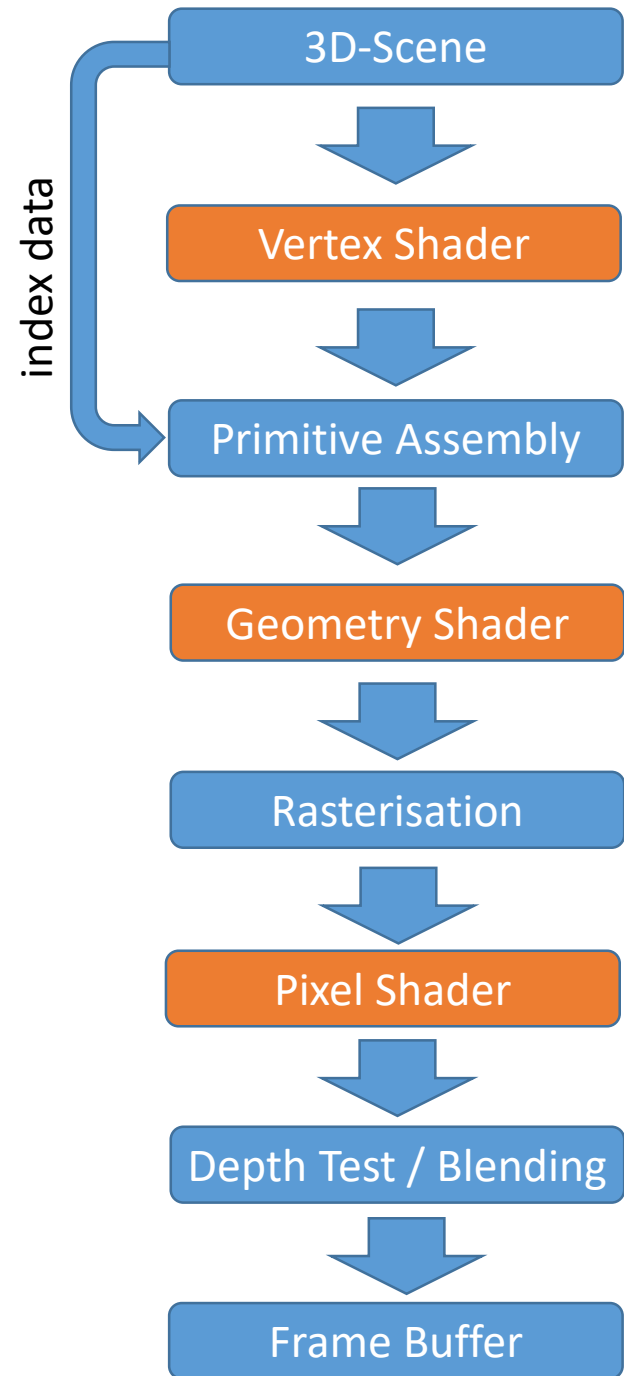 3D-Scene
index data
Vertex Shader
Primitive Assembly
Geometry Shader
Rasterisation
Pixel Shader
Depth Test / Blending
Frame Buffer